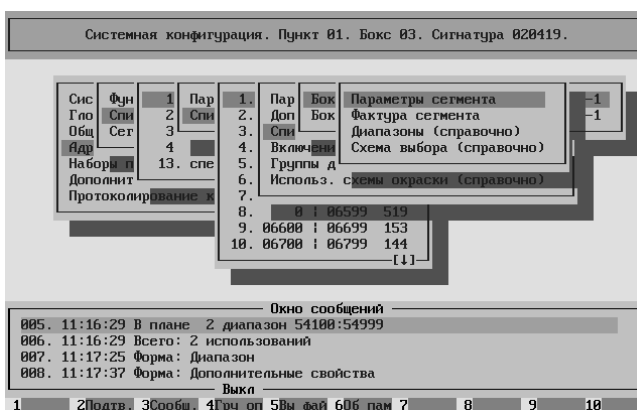 Системная конфигурация. Пункт 01. Бокс 03. Сигнатура 020419.
Сис Фун 1 Пар 1. Пар Бок Параметры сегмента -1
Гло Спи 2 Спи 2. Доп Бок Фактура сегмента -1
Общ Сег 3 3. Спи Диапазоны (справочно)
Адр 4 4. Включени Схема выбора (справочно)
Наборы п 13. спе 5. Группы д
Дополнит 6. Использ. схемы окраски (справочно)
Протоколирование к 7.
8. 0 ¦ 06599 519
9. 06600 ¦ 06699 153
10. 06700 ¦ 06799 144
[↓]
Окно сообщений
005. 11:16:29 В плане 2 диапазон 54100:54999
006. 11:16:29 Всего: 2 использований
007. 11:17:25 Форма: Диапазон
008. 11:17:37 Форма: Дополнительные свойства
Выкл
1 2Подтв. 3Сообщ. 4Гру оп 5Вы фай 6Об пам 7 8 9 10